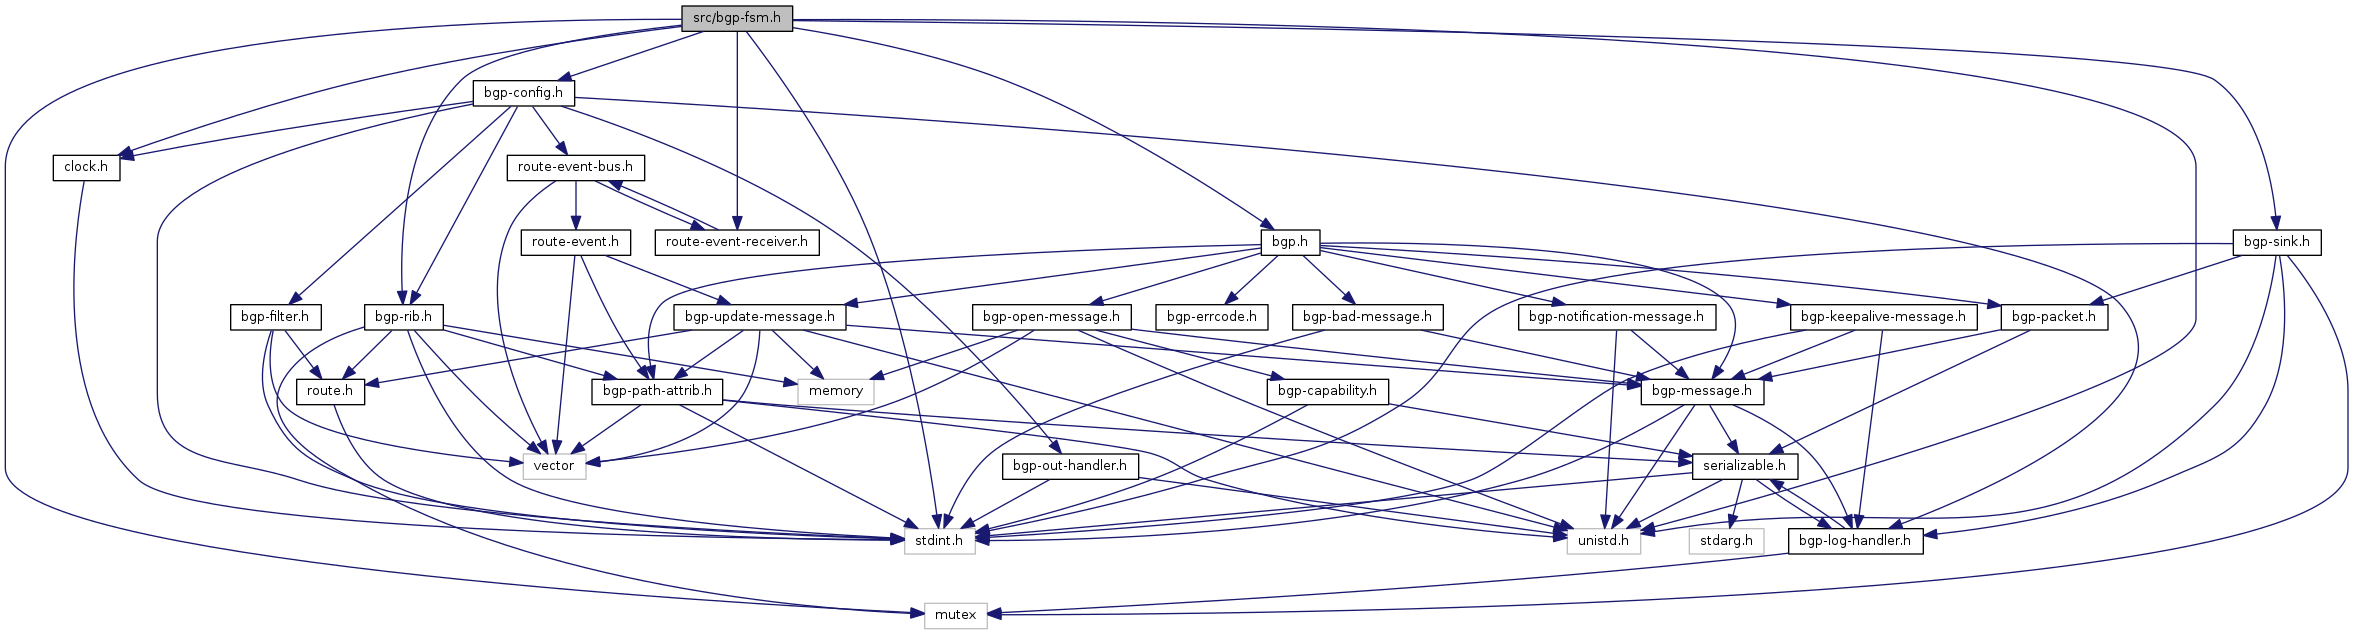 src/bgp-fsm.h
bgp-config.h
clock.h
route-event-bus.h
route-event.h
route-event-receiver.h
bgp.h
bgp-sink.h
bgp-filter.h
bgp-rib.h
bgp-update-message.h
bgp-open-message.h
bgp-errcode.h
bgp-bad-message.h
bgp-notification-message.h
bgp-keepalive-message.h
bgp-packet.h
route.h
bgp-path-attrib.h
memory
bgp-capability.h
bgp-message.h
vector
bgp-out-handler.h
serializable.h
stdint.h
unistd.h
stdarg.h
bgp-log-handler.h
mutex